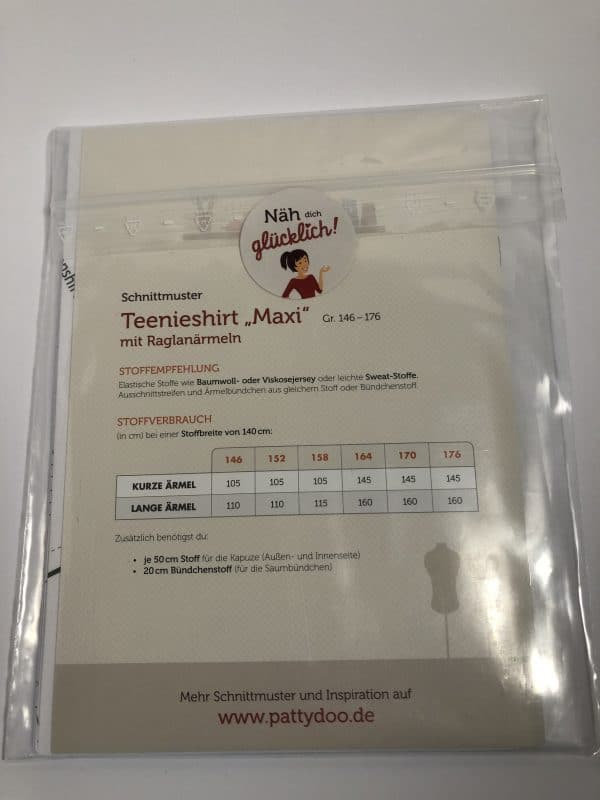 Näh dich
glücklich!
Schnittmuster
Teenieshirt „Maxi“ Gr. 146 – 176
mit Raglanärmeln
STOFFEMPFEHLUNG
Elastische Stoffe wie Baumwoll- oder Viskosejersey oder leichte Sweat-Stoffe.
Ausschnittstreifen und Ärmelbündchen aus gleichem Stoff oder Bündchenstoff.
STOFFVERBRAUCH
(in cm) bei einer Stoffbreite von 140 cm:
146 152 158 164 170 176
KURZE ÄRMEL 105 105 105 145 145 145
LANGE ÄRMEL 110 110 115 160 160 160
Zusätzlich benötigst du:
• je 50 cm Stoff für die Kapuze (Außen- und Innenseite)
• 20 cm Bündchenstoff (für die Saumbündchen)
Mehr Schnittmuster und Inspiration auf
www.pattydoo.de